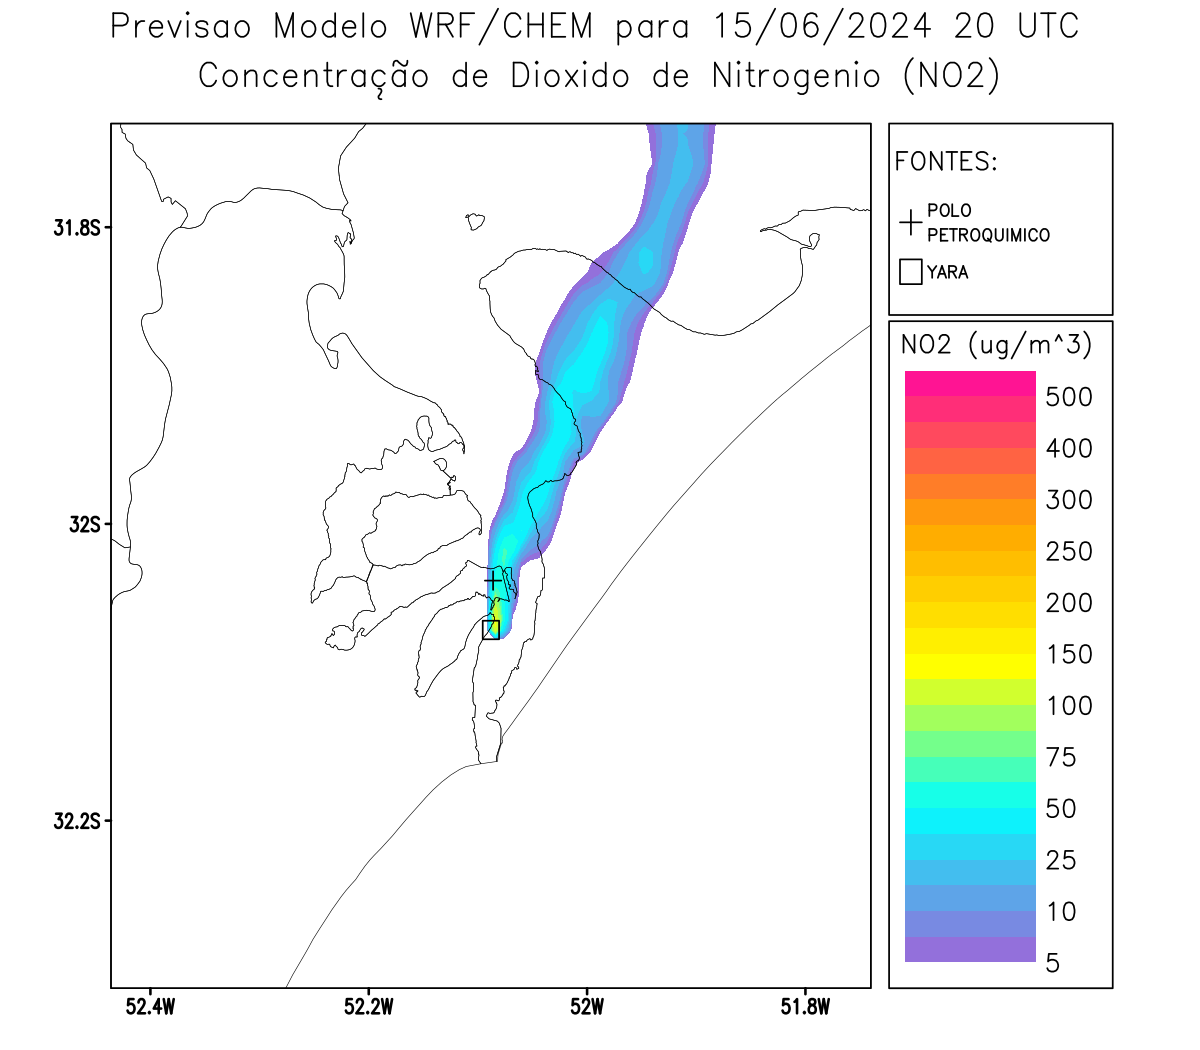 Previsao Modelo WRF/CHEM para 15/06/2024 20 UTC
Concentração de Dioxido de Nitrogenio (NO2)
FONTES:
POLO
PETROQUIMICO
YARA
31.8S
32S
32.2S
52.4W
52.2W
52W
51.8W
NO2 (ug/m^3)
500
400
300
250
200
150
100
75
50
25
10
5